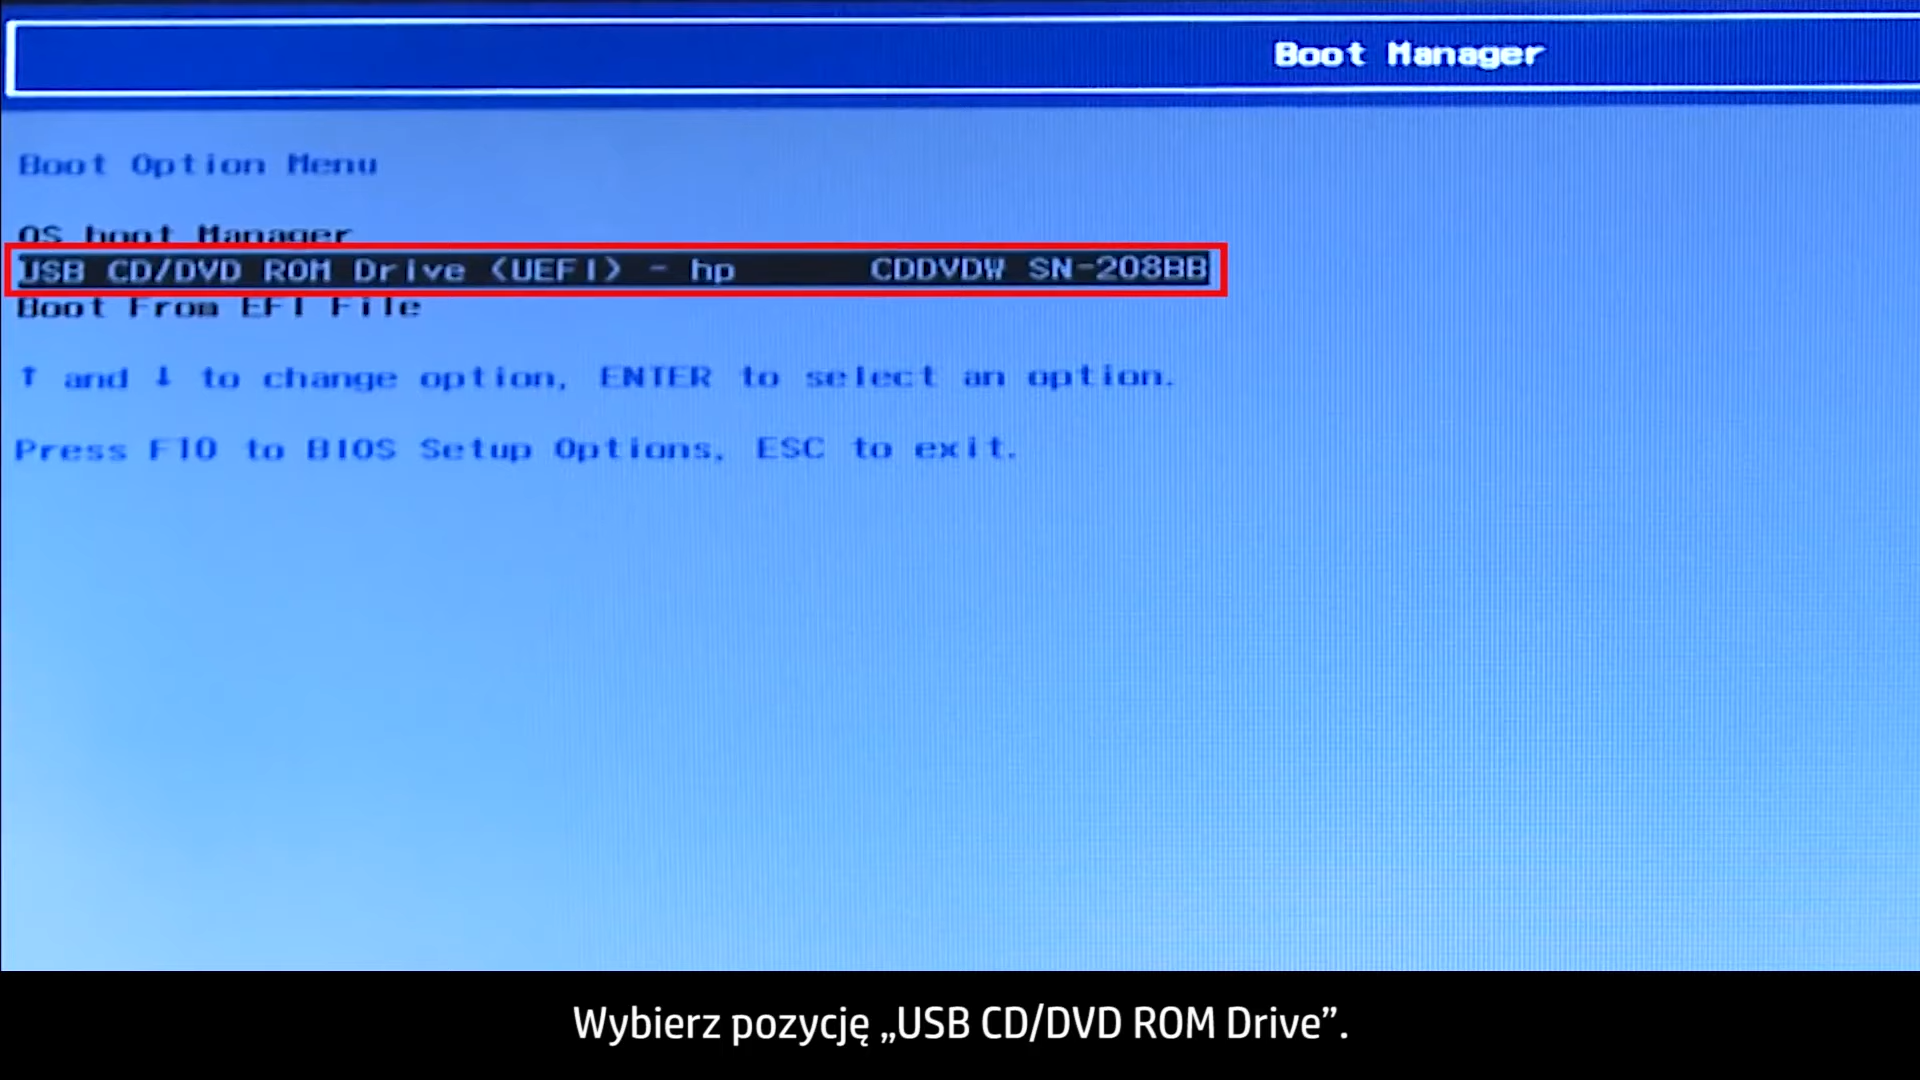 Boot Manager
Boot Option Menu
OS boot Manager
USB CD/DVD ROM Drive (UEFI) - hp CDDVDW SN-208BB
Boot From EFI File
↑ and ↓ to change option, ENTER to select an option.
Press F10 to BIOS Setup Options, ESC to exit.
Wybierz pozycję „USB CD/DVD ROM Drive”.